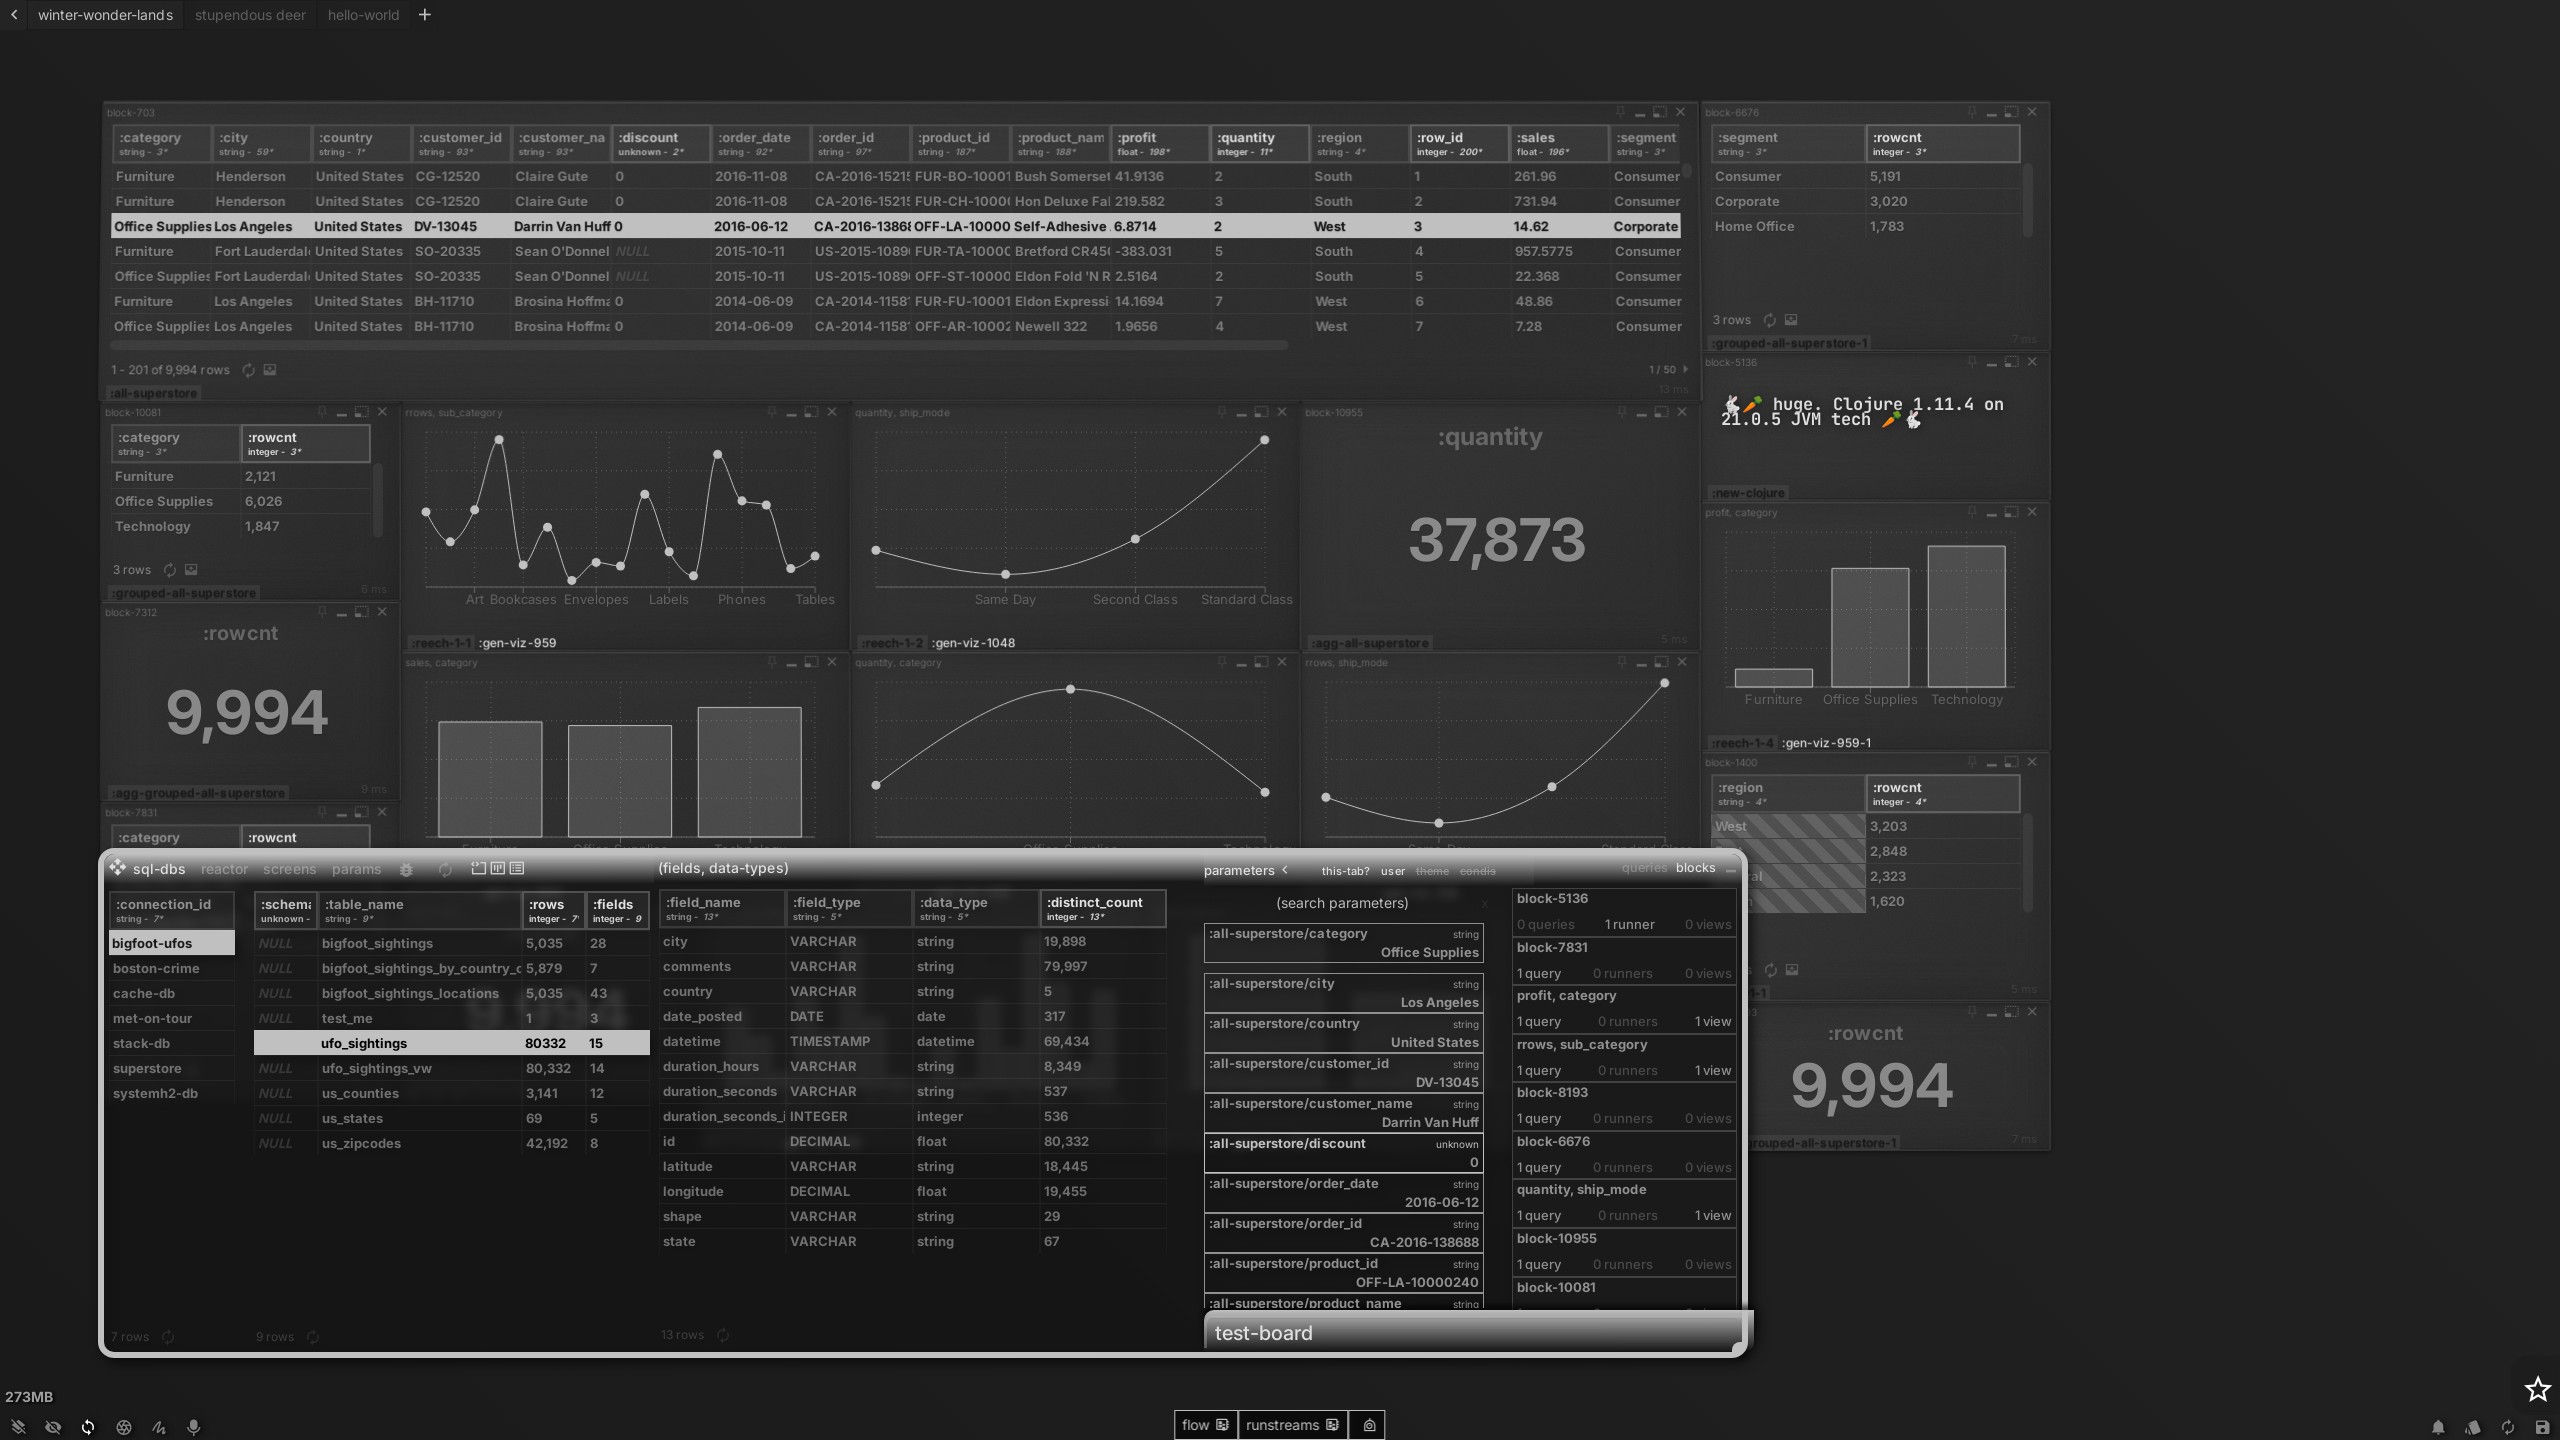 winter-wonder-lands stupendous deer hello-world +
block-703
:category :city :country :customer_id :customer_na :discount :order_date :order_id :product_id :product_nam :profit :quantity :region :row_id :sales :segment
string - 3* string - 59* string - 1* string - 93* string - 93* unknown - 2* string - 92* string - 97* string - 187* string - 188* float - 198* integer - 11* string - 4* integer - 200* float - 196* string - 3*
Furniture Henderson United States CG-12520 Claire Gute 0 2016-11-08 CA-2016-1521 FUR-BO-10001 Bush Somerset 41.9136 2 South 1 261.96 Consumer
Furniture Henderson United States CG-12520 Claire Gute 0 2016-11-08 CA-2016-1521 FUR-CH-1000 Hon Deluxe Fa 219.582 3 South 2 731.94 Consumer
Office Supplies Los Angeles United States DV-13045 Darrin Van Huff 0 2016-06-12 CA-2016-1386 OFF-LA-10000 Self-Adhesive 6.8714 2 West 3 14.62 Corporate
Furniture Fort Lauderdal United States SO-20335 Sean O'Donnel NULL 2015-10-11 US-2015-1089 FUR-TA-1000 Bretford CR45 -383.031 5 South 4 957.5775 Consumer
Office Supplies Fort Lauderdal United States SO-20335 Sean O'Donnel NULL 2015-10-11 US-2015-1089 OFF-ST-1000 Eldon Fold 'N R 2.5164 2 South 5 22.368 Consumer
Furniture Los Angeles United States BH-11710 Brosina Hoffma 0 2014-06-09 CA-2014-1158 FUR-FU-10001 Eldon Expressi 14.1694 7 West 6 48.86 Consumer
Office Supplies Los Angeles United States BH-11710 Brosina Hoffma 0 2014-06-09 CA-2014-1158 OFF-AR-10002 Newell 322 1.9656 4 West 7 7.28 Consumer
1 - 201 of 9,994 rows 1 / 50
13 ms
:all-superstore
block-6676
:segment :rowcnt
string - 3* integer - 3*
Consumer 5,191
Corporate 3,020
Home Office 1,783
3 rows
:grouped-all-superstore-1 7 ms
block-5136
🐇🥕 huge. Clojure 1.11.4 on
21.0.5 JVM tech 🥕🐇
:new-clojure
block-10081
:category :rowcnt
string - 3* integer - 3*
Furniture 2,121
Office Supplies 6,026
Technology 1,847
3 rows
:grouped-all-superstore 6 ms
rrows, sub_category
Art Bookcases Envelopes Labels Phones Tables
:reech-1-1 :gen-viz-959
quantity, ship_mode
Same Day Second Class Standard Class
:reech-1-2 :gen-viz-1048
block-10955
:quantity
37,873
:agg-all-superstore 5 ms
profit, category
Furniture Office Supplies Technology
:reech-1-4 :gen-viz-959-1
block-7312
:rowcnt
9,994
:agg-grouped-all-superstore 9 ms
sales, category
quantity, category
rrows, ship_mode
block-1400
:region :rowcnt
string - 4* integer - 4*
West 3,203
2,848
2,323
1,620
5 ms
block-7831
:category :rowcnt
:rowcnt
9,994
grouped-all-superstore-1 7 ms
sql-dbs reactor screens params
:connection_id
string - 7*
bigfoot-ufos
boston-crime
cache-db
met-on-tour
stack-db
superstore
systemh2-db
7 rows
:schema :table_name :rows :fields
unknown - string - 9* integer - 7 integer - 9
NULL bigfoot_sightings 5,035 28
NULL bigfoot_sightings_by_country_c 5,879 7
NULL bigfoot_sightings_locations 5,035 43
NULL test_me 1 3
ufo_sightings 80332 15
NULL ufo_sightings_vw 80,332 14
NULL us_counties 3,141 12
NULL us_states 69 5
NULL us_zipcodes 42,192 8
9 rows
(fields, data-types)
:field_name :field_type :data_type :distinct_count
string - 13* string - 5* string - 5* integer - 13*
city VARCHAR string 19,898
comments VARCHAR string 79,997
country VARCHAR string 5
date_posted DATE date 317
datetime TIMESTAMP datetime 69,434
duration_hours VARCHAR string 8,349
duration_seconds VARCHAR string 537
duration_seconds_i INTEGER integer 536
id DECIMAL float 80,332
latitude VARCHAR string 18,445
longitude DECIMAL float 19,455
shape VARCHAR string 29
state VARCHAR string 67
13 rows
parameters this-tab? user theme condis
(search parameters) x
:all-superstore/category string
Office Supplies
:all-superstore/city string
Los Angeles
:all-superstore/country string
United States
:all-superstore/customer_id string
DV-13045
:all-superstore/customer_name string
Darrin Van Huff
:all-superstore/discount unknown
0
:all-superstore/order_date string
2016-06-12
:all-superstore/order_id string
CA-2016-138688
:all-superstore/product_id string
OFF-LA-10000240
:all-superstore/product_name string
queries blocks
block-5136
0 queries 1 runner 0 views
block-7831
1 query 0 runners 0 views
profit, category
1 query 0 runners 1 view
rrows, sub_category
1 query 0 runners 1 view
block-8193
1 query 0 runners 0 views
block-6676
1 query 0 runners 0 views
quantity, ship_mode
1 query 0 runners 1 view
block-10955
1 query 0 runners 0 views
block-10081
test-board
273MB
flow runstreams